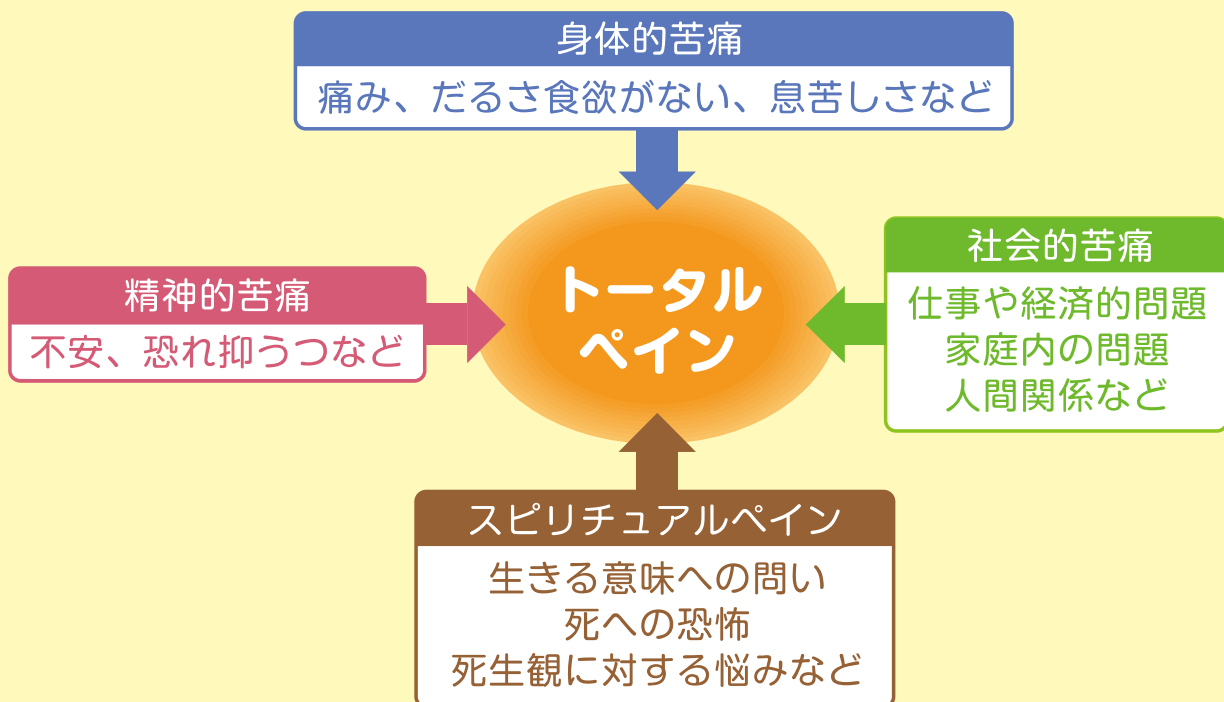 身体的苦痛
痛み、だるさ食欲がない、息苦しさなど
精神的苦痛
不安、恐れ抑うつなど
トータル
ペイン
社会的苦痛
仕事や経済的問題
家庭内の問題
人間関係など
スピリチュアルペイン
生きる意味への問い
死への恐怖
死生観に対する悩みなど